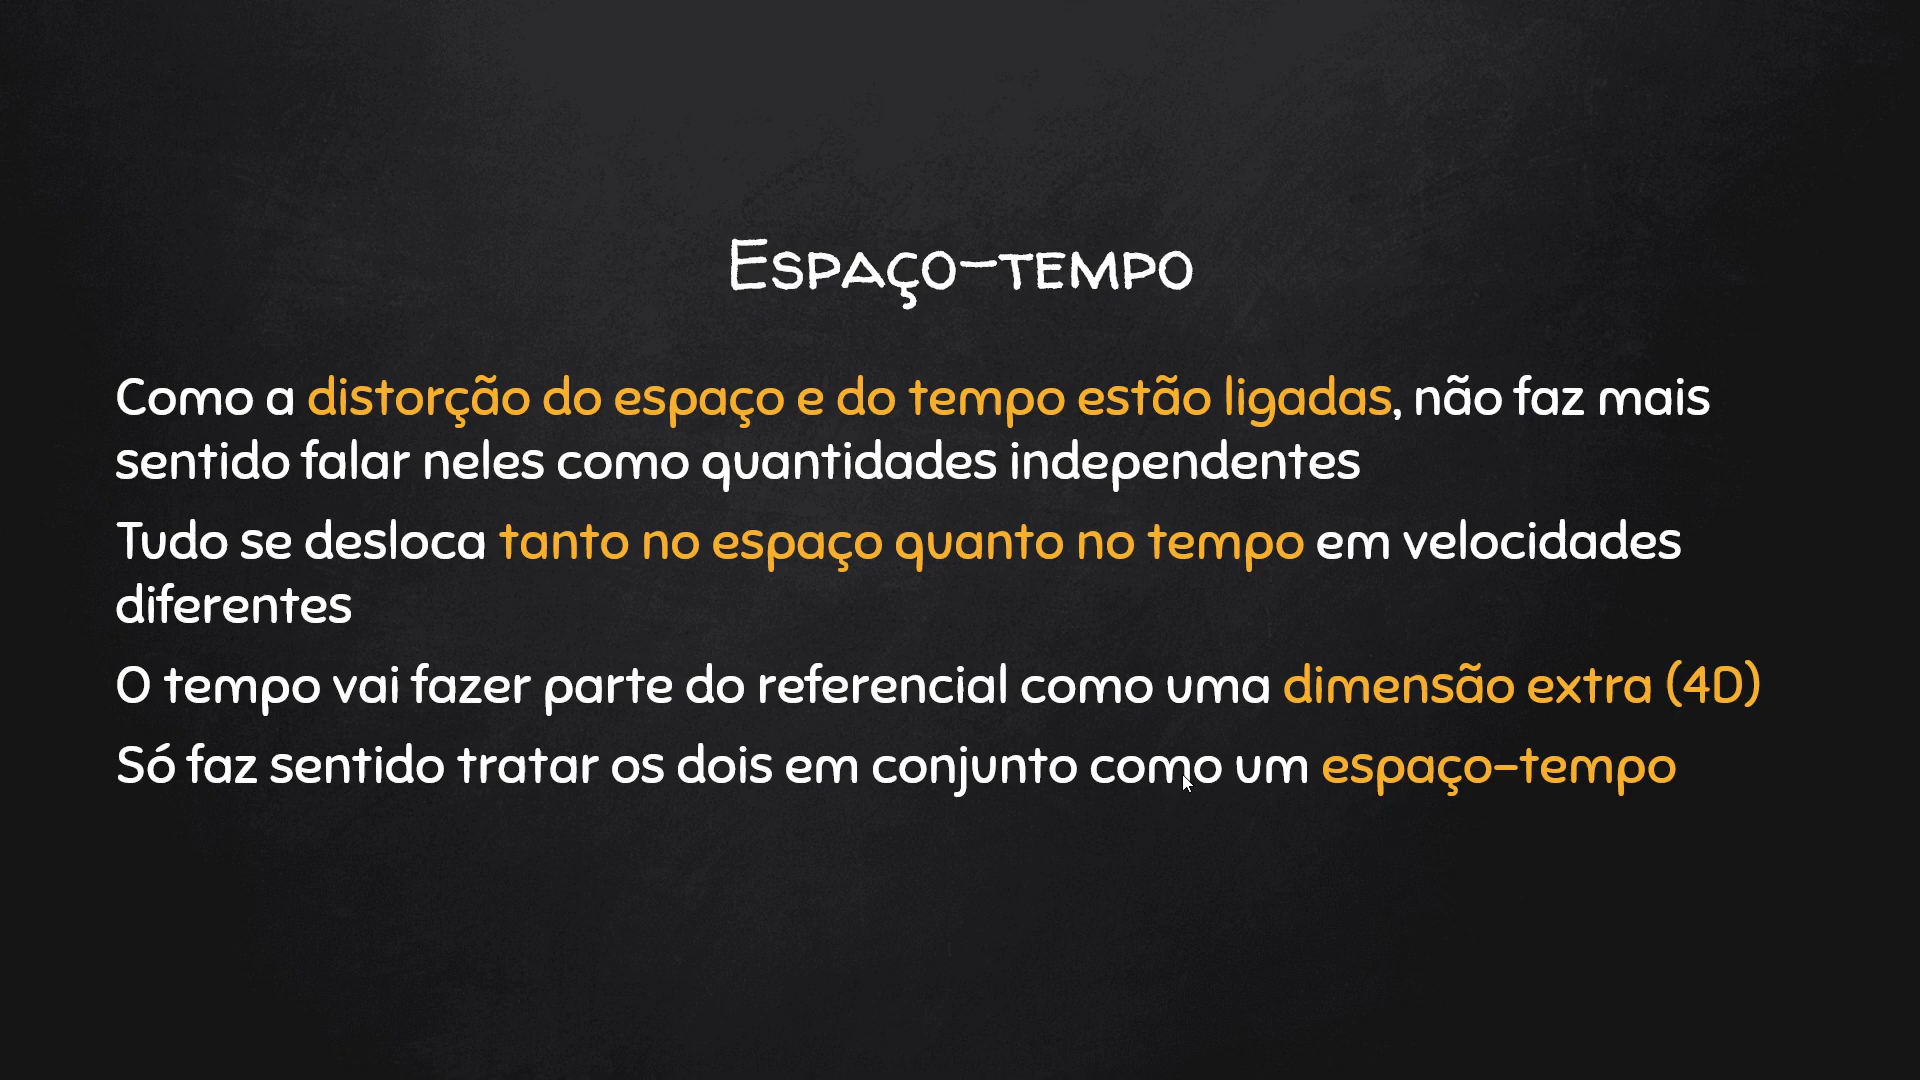 Espaço-tempo
Como a distorção do espaço e do tempo estão ligadas, não faz mais
sentido falar neles como quantidades independentes
Tudo se desloca tanto no espaço quanto no tempo em velocidades
diferentes
O tempo vai fazer parte do referencial como uma dimensão extra (4D)
Só faz sentido tratar os dois em conjunto como um espaço-tempo